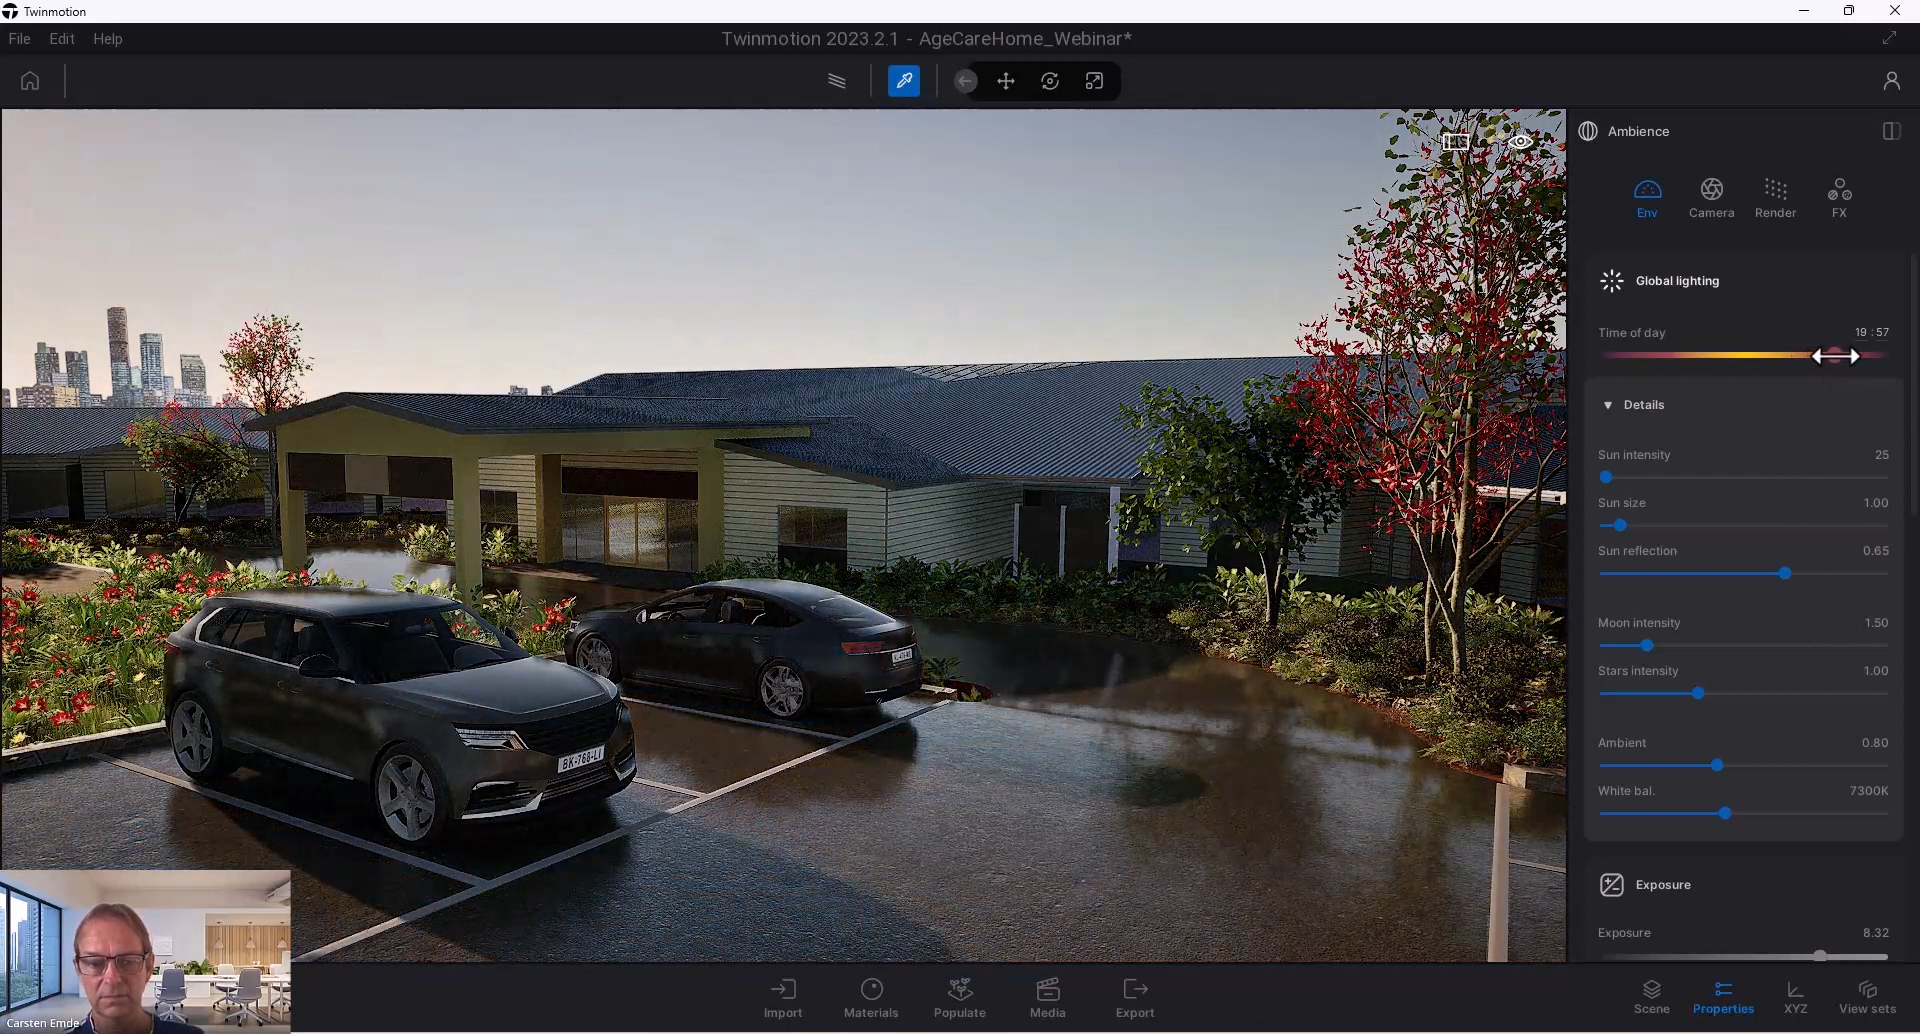 Twinmotion
File Edit Help
Twinmotion 2023.2.1 - AgeCareHome_Webinar*
Ambience
Env Camera Render FX
Global lighting
Time of day 19 : 57
Details
Sun intensity 25
Sun size 1.00
Sun reflection 0.65
Moon intensity 1.50
Stars intensity 1.00
Ambient 0.80
White bal. 7300K
Exposure
Exposure 8.32
BK-768-LI
Carsten Emde
Import Materials Populate Media Export
Scene Properties XYZ View sets